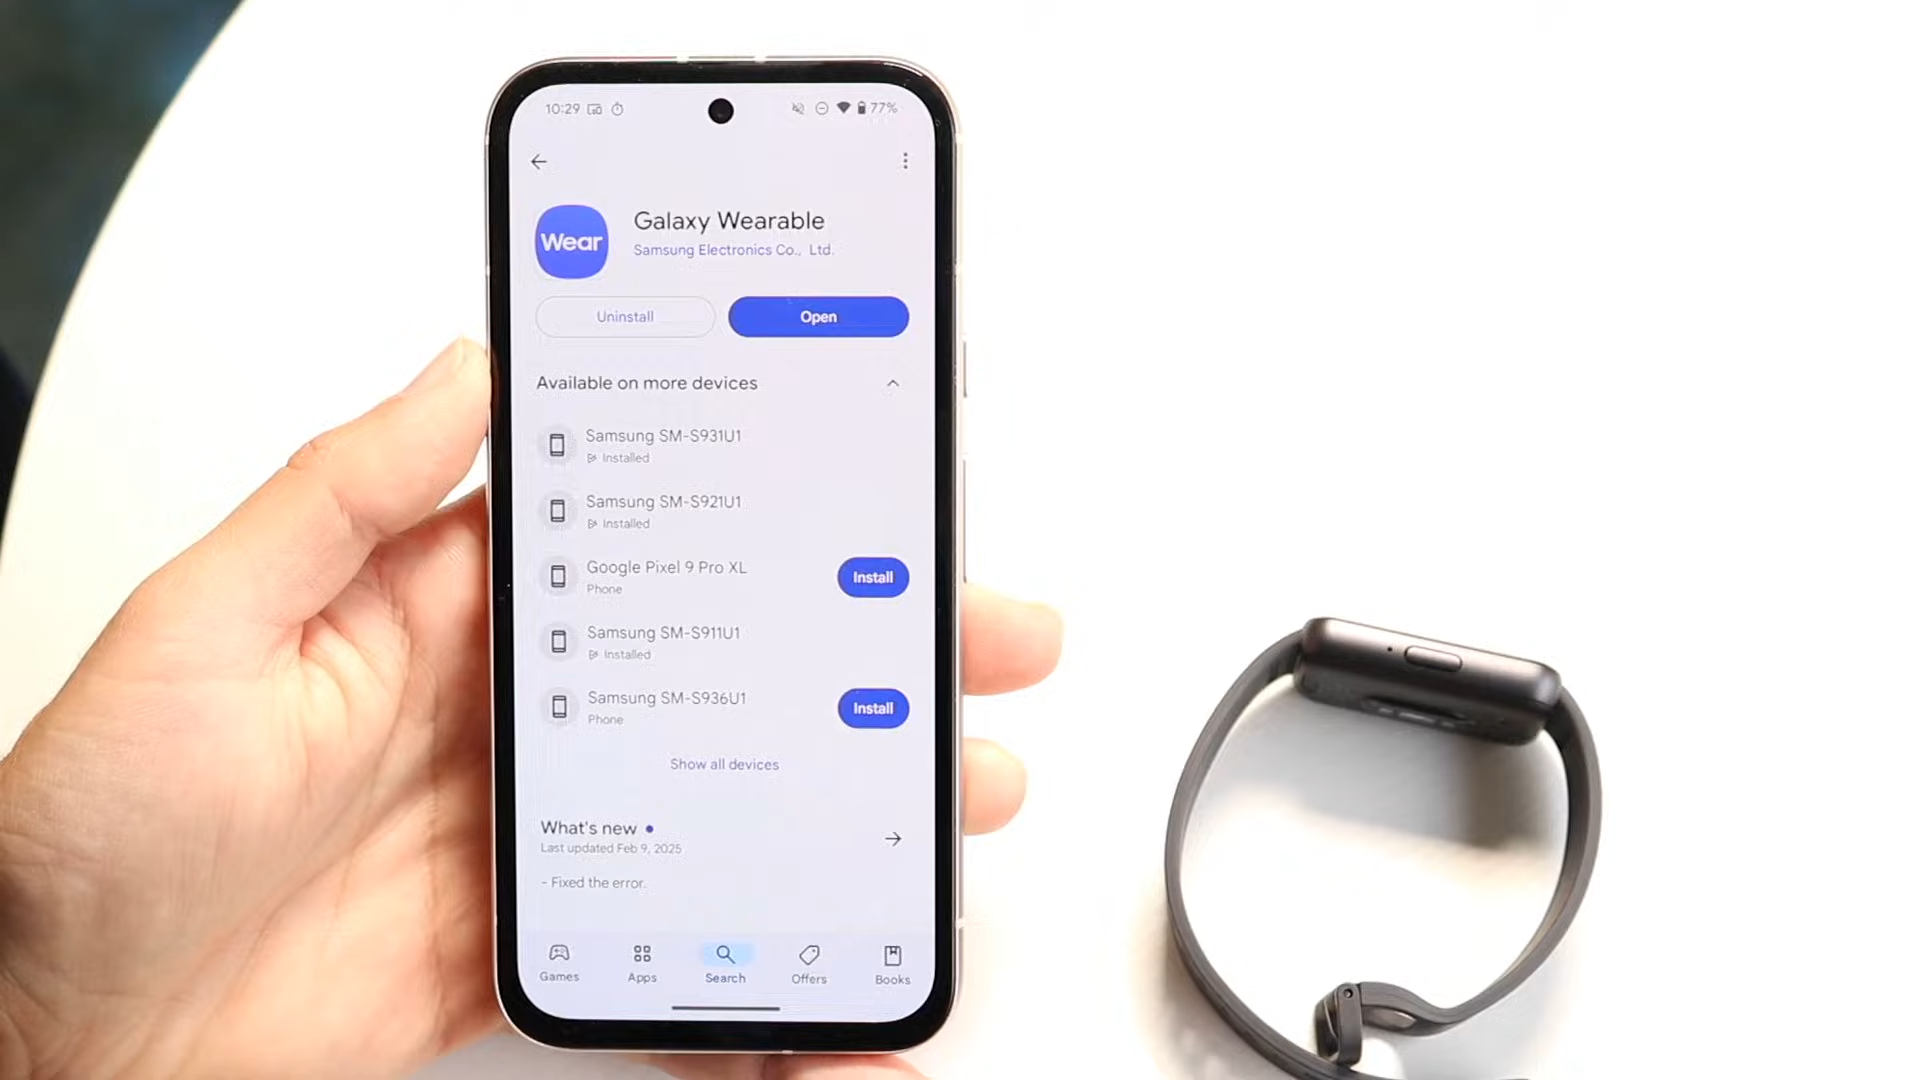 10:29
77%
Wear
Galaxy Wearable
Samsung Electronics Co., Ltd.
Uninstall
Open
Available on more devices
Samsung SM-S931U1
Installed
Samsung SM-S921U1
Installed
Google Pixel 9 Pro XL
Phone
Install
Samsung SM-S911U1
Installed
Samsung SM-S936U1
Phone
Install
Show all devices
What's new
Last updated Feb 9, 2025
- Fixed the error.
Games
Apps
Search
Offers
Books